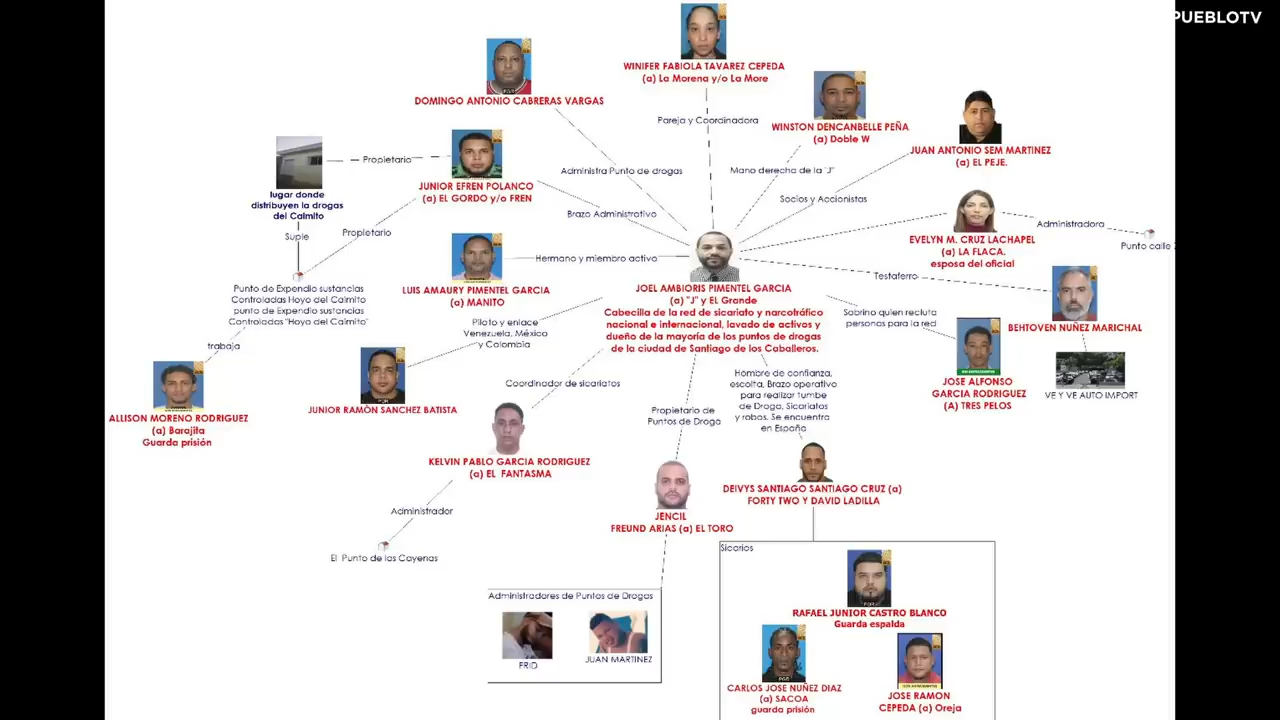 PUEBLOTV
WINIFER FABIOLA TAVAREZ CEPEDA
(a) La Morena y/o La More
DOMINGO ANTONIO CABRERAS VARGAS
Pareja y Coordinadora
WINSTON DENCANBELLE PEÑA
(a) Doble W
JUAN ANTONIO SEM MARTINEZ
(a) EL PEJE.
Propietario
Administra Punto de drogas
Mano derecha de la "J"
JUNIOR EFREN POLANCO
(a) EL GORDO y/o FREN
lugar donde
distribuyen la drogas
del Caimito
Suple
Propietario
Brazo Administrativo
Socios y Accionistas
EVELYN M. CRUZ LACHAPEL
(a) LA FLACA.
esposa del oficial
Administradora
Punto calle
Hermano y miembro activo
LUIS AMAURY PIMENTEL GARCIA
(a) MANITO
Testaferro
JOEL AMBIORIS PIMENTEL GARCIA
(a) "J" y EL Grande
Cabecilla de la red de sicariato y narcotráfico
nacional e internacional, lavado de activos y
dueño de la mayoría de los puntos de drogas
de la ciudad de Santiago de los Caballeros.
Punto de Expendio sustancias
Controladas Hoyo del Caimito
punto de Expendio sustancias
Controladas "Hoyo del Caimito"
trabaja
Piloto y enlace
Venezuela, México
y Colombia
Sobrino quien recluta
personas para la red
BEHTOVEN NUÑEZ MARICHAL
VE Y VE AUTO IMPORT
JOSE ALFONSO
GARCIA RODRIGUEZ
(A) TRES PELOS
JUNIOR RAMÒN SANCHEZ BATISTA
Coordinador de sicariatos
Hombre de confianza,
escolta, Brazo operativo
para realizar tumbe
de Droga, Sicariatos
y robos. Se encuentra
en España
Propietario de
Puntos de Droga
ALLISON MORENO RODRIGUEZ
(a) Barajita
Guarda prisión
KELVIN PABLO GARCIA RODRIGUEZ
(a) EL FANTASMA
Administrador
El Punto de las Cayenas
JENCIL
FREUND ARIAS (a) EL TORO
DEIVYS SANTIAGO SANTIAGO CRUZ (a)
FORTY TWO Y DAVID LADILLA
Administradores de Puntos de Drogas
FRID
JUAN MARTINEZ
Sicarios
RAFAEL JUNIOR CASTRO BLANCO
Guarda espalda
CARLOS JOSE NUÑEZ DIAZ
(a) SACOA
guarda prisión
JOSE RAMON
CEPEDA (a) Oreja